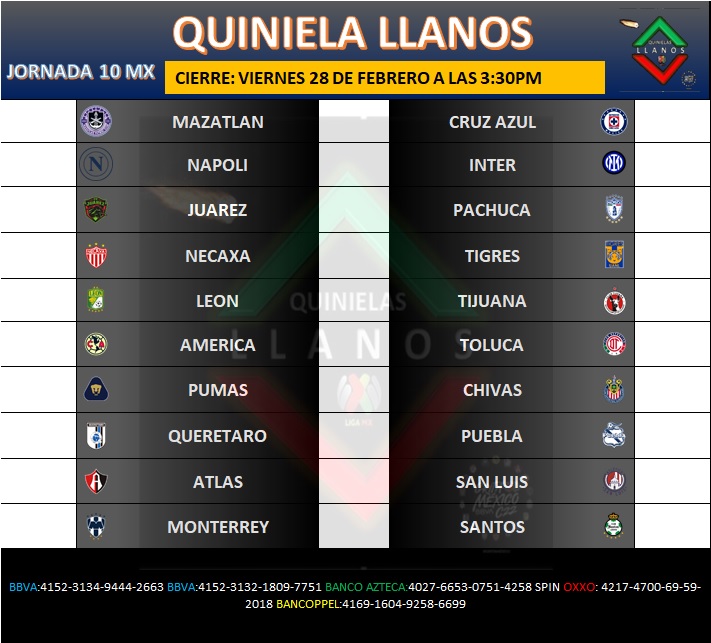 QUINIELA LLANOS
JORNADA 10 MX
CIERRE: VIERNES 28 DE FEBRERO A LAS 3:30PM
QUINIELAS
LLANOS
MAZATLAN CRUZ AZUL
N NAPOLI INTER
JUAREZ PACHUCA
NECAXA TIGRES
LEON TIJUANA
QUINIELAS
AMERICA TOLUCA
LLANOS
PUMAS CHIVAS
LIGA MX
QUERETARO PUEBLA
ATLAS SAN LUIS
MÉXICO
MONTERREY SANTOS
BBVA:4152-3134-9444-2663 BBVA:4152-3132-1809-7751 BANCO AZTECA:4027-6653-0751-4258 SPIN OXXO: 4217-4700-69-59-
2018 BANCOPPEL:4169-1604-9258-6699